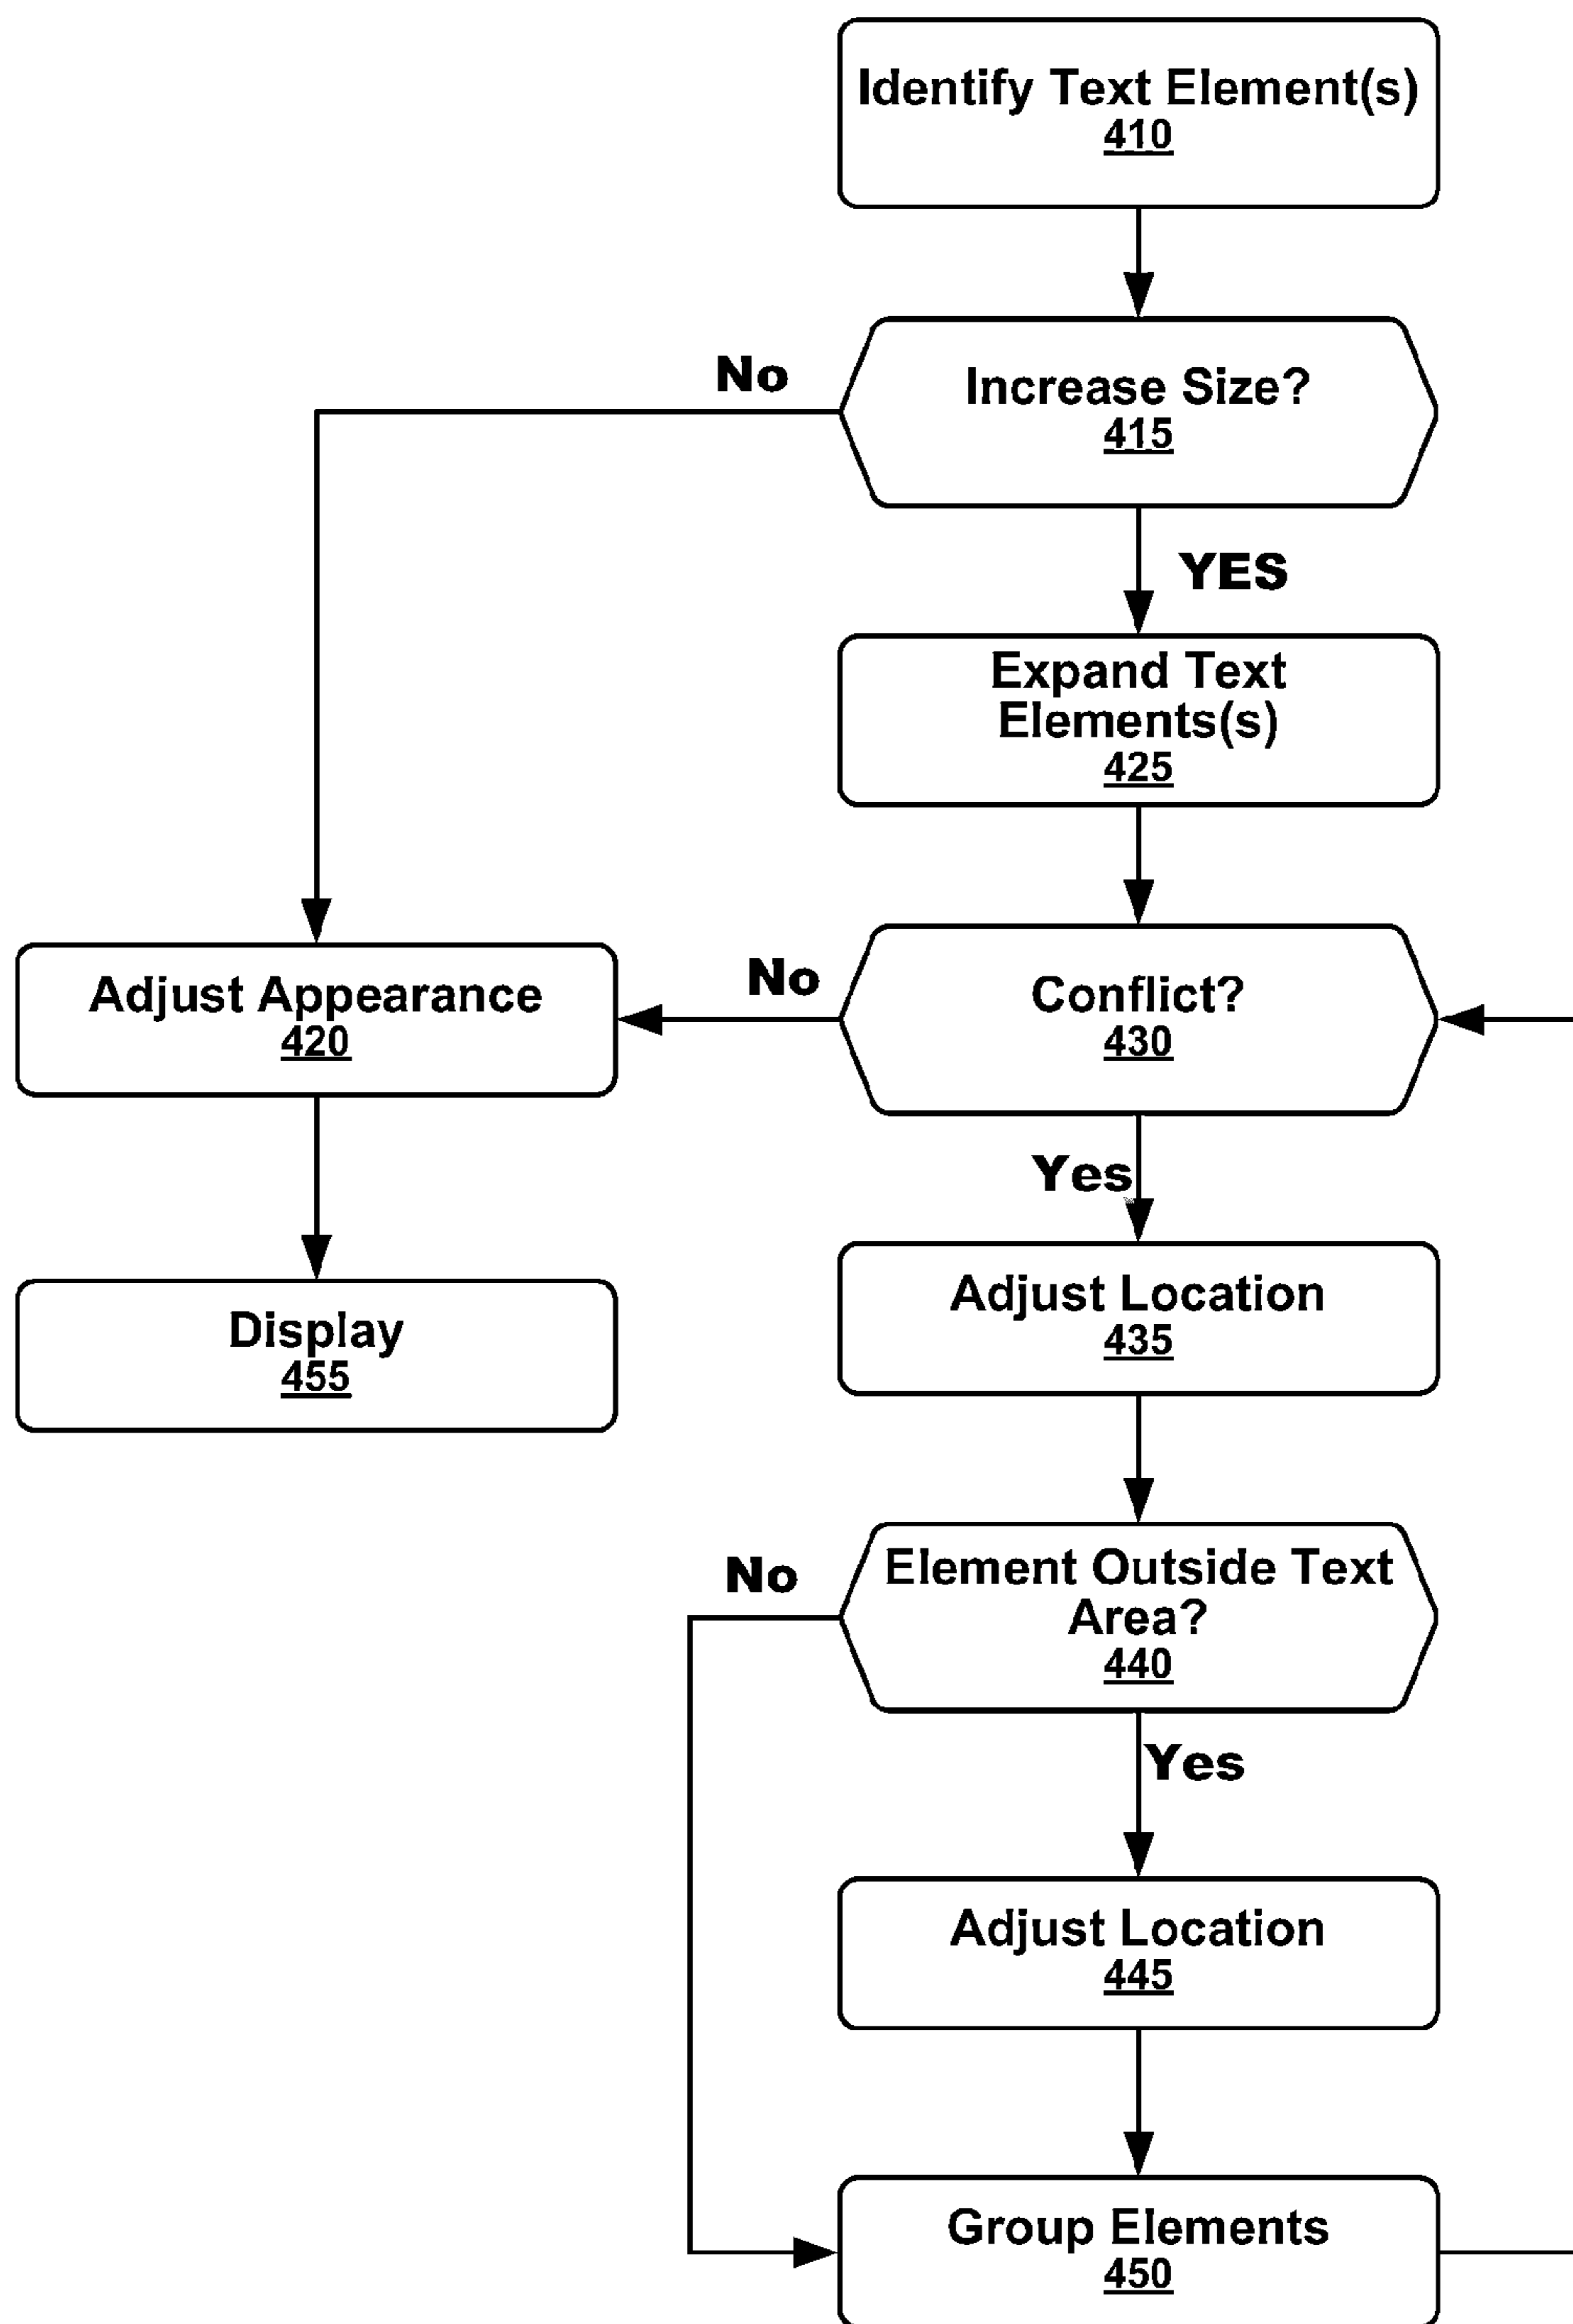 Identify Text Element(s)
410
No
Increase Size?
415
YES
Expand Text
Elements(s)
425
Adjust Appearance
420
No
Conflict?
430
Yes
Display
455
Adjust Location
435
No
Element Outside Text
Area?
440
Yes
Adjust Location
445
Group Elements
450